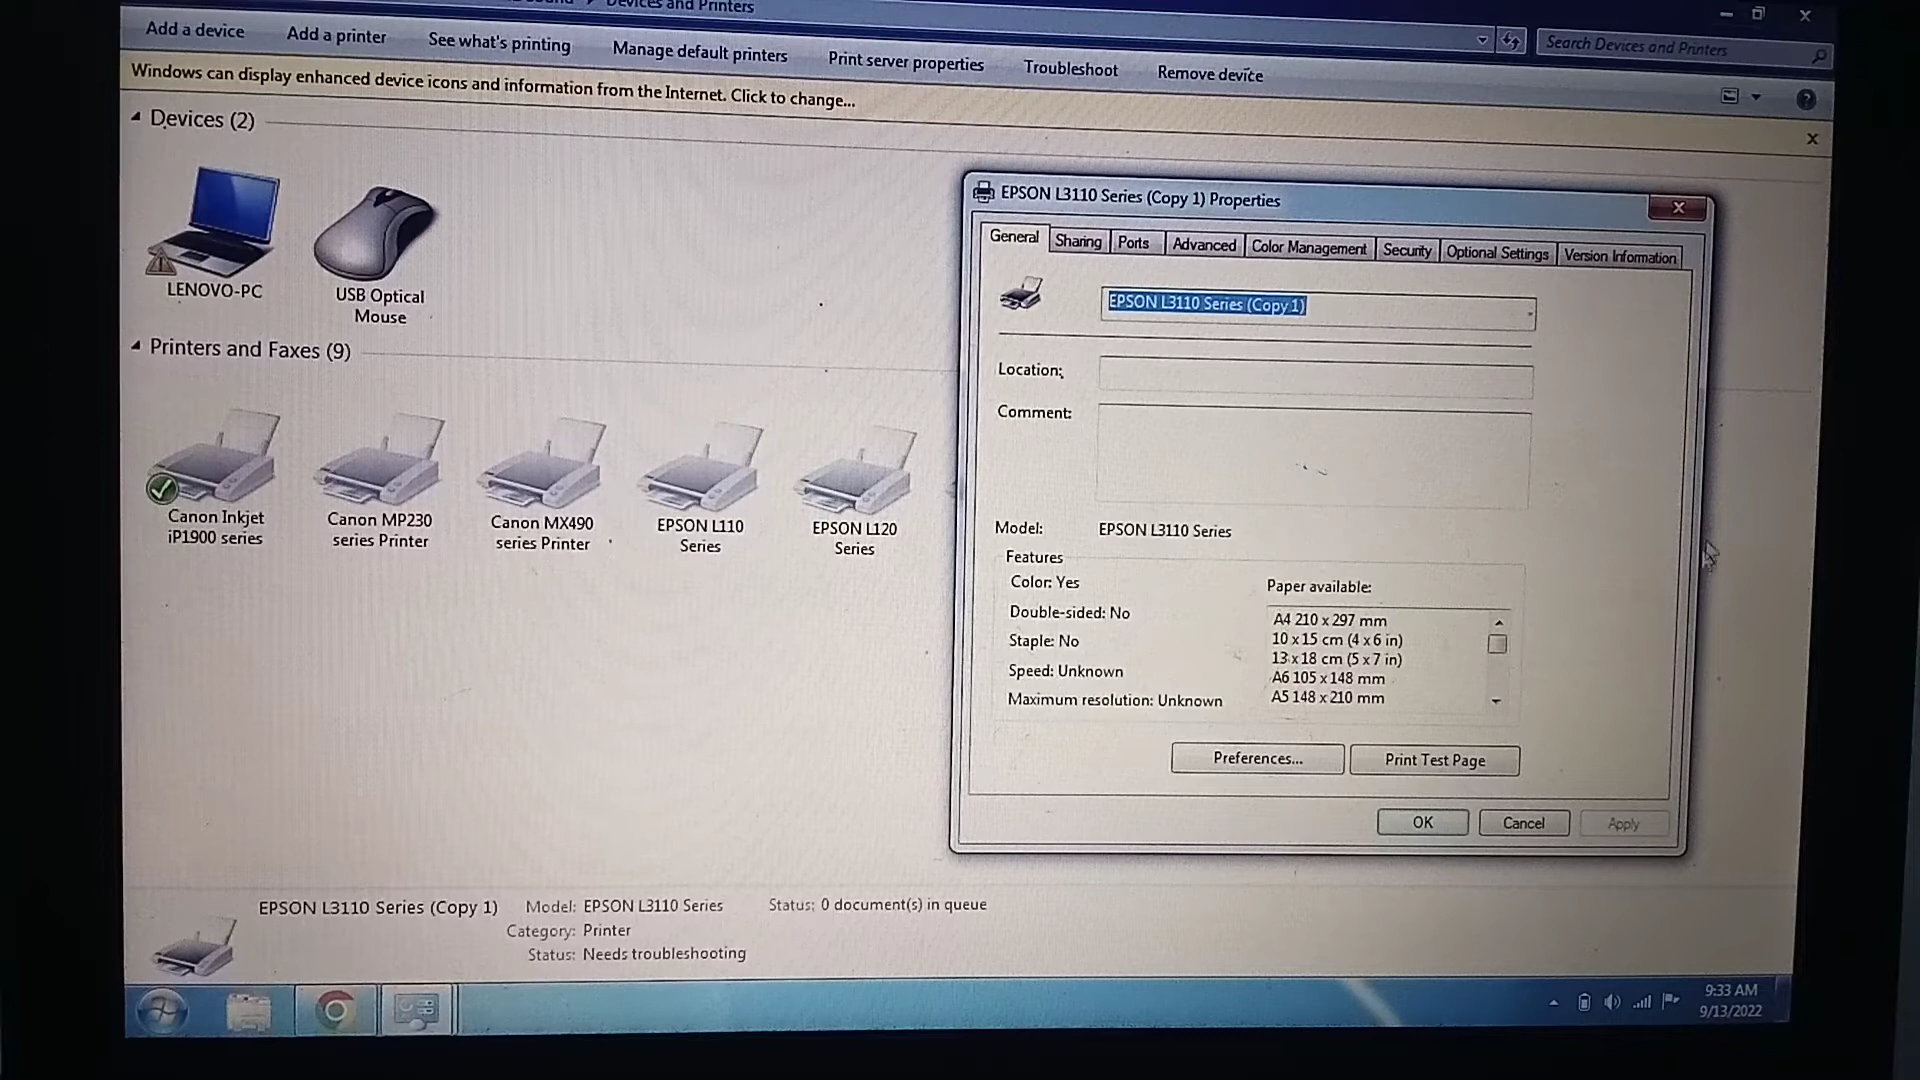 Devices and Printers
Search Devices and Printers
Add a device
Add a printer
See what's printing
Manage default printers
Print server properties
Troubleshoot
Remove device
Windows can display enhanced device icons and information from the Internet. Click to change...
Devices (2)
LENOVO-PC
USB Optical
Mouse
Printers and Faxes (9)
Canon Inkjet
iP1900 series
Canon MP230
series Printer
Canon MX490
series Printer
EPSON L110
Series
EPSON L120
Series
EPSON L3110 Series (Copy 1) Properties
General
Sharing
Ports
Advanced
Color Management
Security
Optional Settings
Version Information
EPSON L3110 Series (Copy 1)
Location:
Comment:
Model: EPSON L3110 Series
Features
Color: Yes
Double-sided: No
Staple: No
Speed: Unknown
Maximum resolution: Unknown
Paper available:
A4 210 x 297 mm
10 x 15 cm (4 x 6 in)
13 x 18 cm (5 x 7 in)
A6 105 x 148 mm
A5 148 x 210 mm
Preferences...
Print Test Page
OK
Cancel
Apply
EPSON L3110 Series (Copy 1) Model: EPSON L3110 Series Status: 0 document(s) in queue
Category: Printer
Status: Needs troubleshooting
9:33 AM
9/13/2022